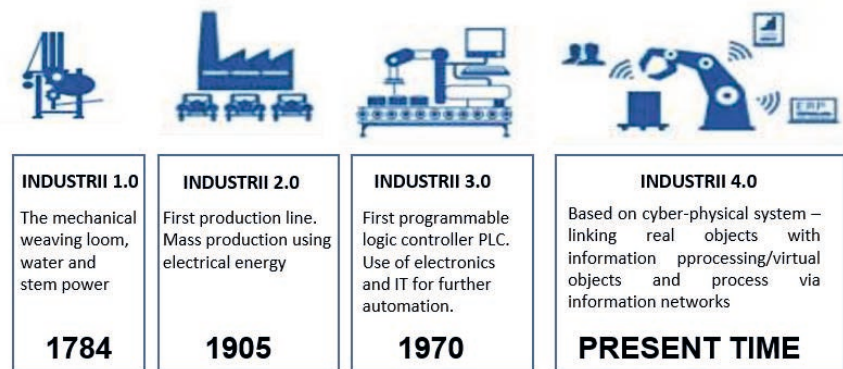 ERP
INDUSTRII 1.0
The mechanical
weaving loom,
water and
stem power
1784
INDUSTRII 2.0
First production line.
Mass production using
electrical energy
1905
INDUSTRII 3.0
First programmable
logic controller PLC.
Use of electronics
and IT for further
automation.
1970
INDUSTRII 4.0
Based on cyber-physical system –
linking real objects with
information pprocessing/virtual
objects and process via
information networks
PRESENT TIME